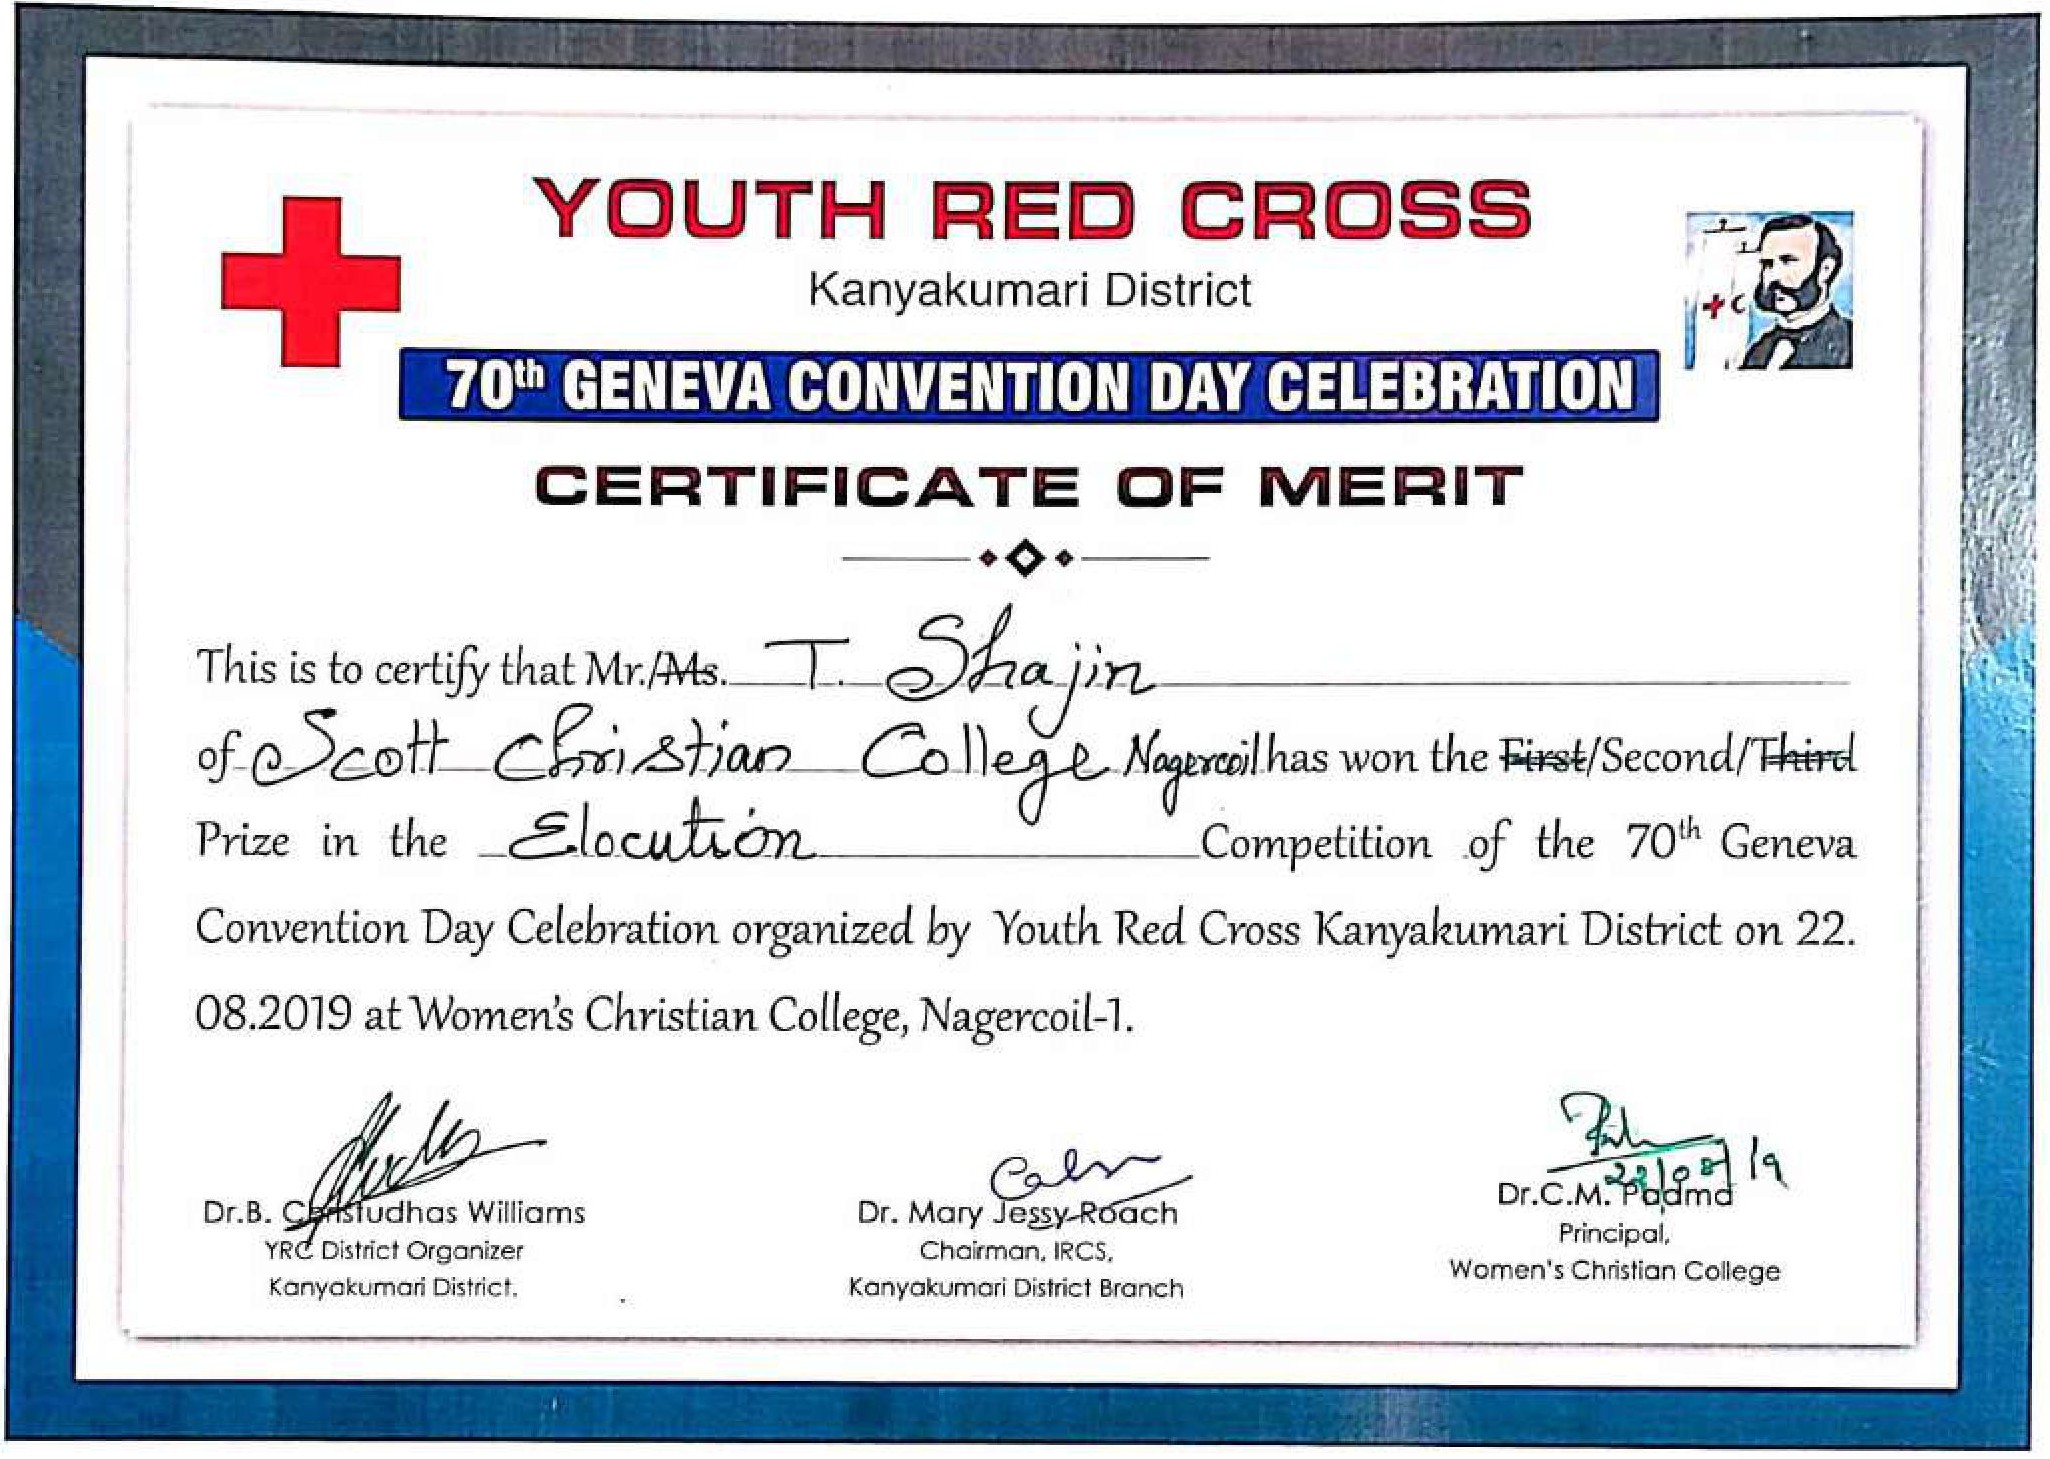 YOUTH RED CROSS
Kanyakumari District
70th GENEVA CONVENTION DAY CELEBRATION
CERTIFICATE OF MERIT
This is to certify that Mr./Ms. T. Shajin
of Scott Christian College Nagercoil has won the First/Second/Third
Prize in the Elocution Competition of the 70th Geneva
Convention Day Celebration organized by Youth Red Cross Kanyakumari District on 22.
08.2019 at Women's Christian College, Nagercoil-1.
22/08/19
Dr.B. Christudhas Williams
YRC District Organizer
Kanyakumari District.
Dr. Mary Jessy Roach
Chairman, IRCS,
Kanyakumari District Branch
Dr.C.M. Padma
Principal,
Women's Christian College